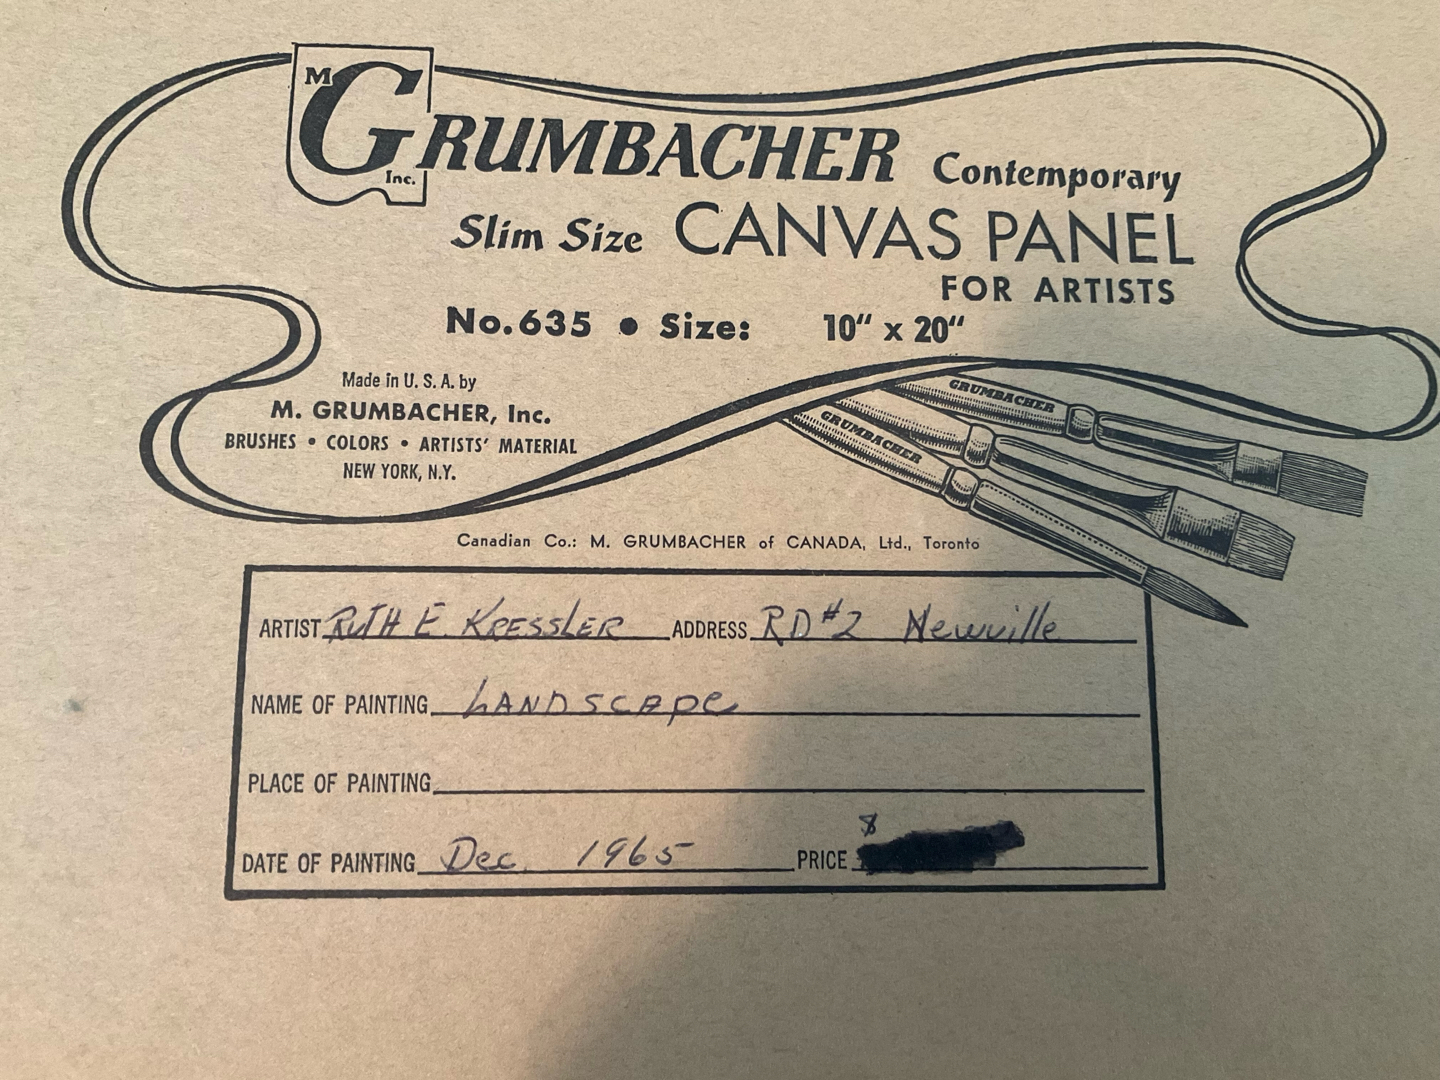 M GRUMBACHER Inc. Contemporary
Slim Size CANVAS PANEL
FOR ARTISTS
No. 635 • Size: 10" x 20"
Made in U. S. A. by
M. GRUMBACHER, Inc.
BRUSHES • COLORS • ARTISTS' MATERIAL
NEW YORK, N.Y.
GRUMBACHER
GRUMBACHER
Canadian Co.: M. GRUMBACHER of CANADA, Ltd., Toronto
ARTIST RUTH E KRESSLER ADDRESS RD#2 Newville
NAME OF PAINTING LANDSCAPE
PLACE OF PAINTING
DATE OF PAINTING Dec. 1965 PRICE $